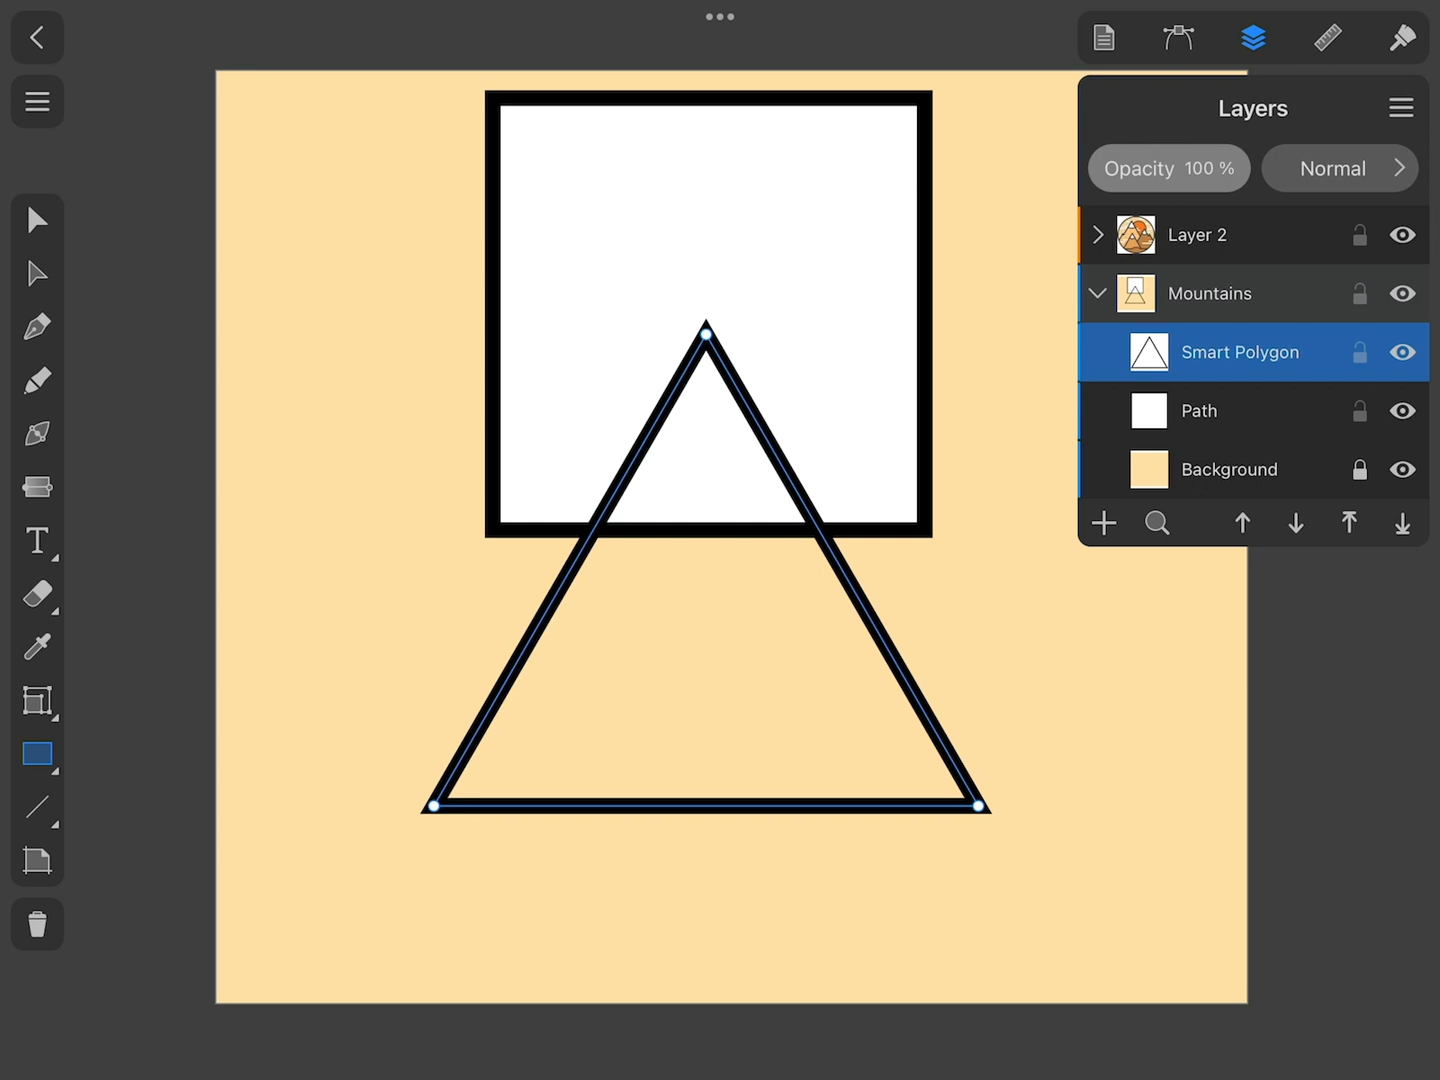 Layers
Opacity 100 %
Normal
Layer 2
Mountains
Smart Polygon
Path
Background
T